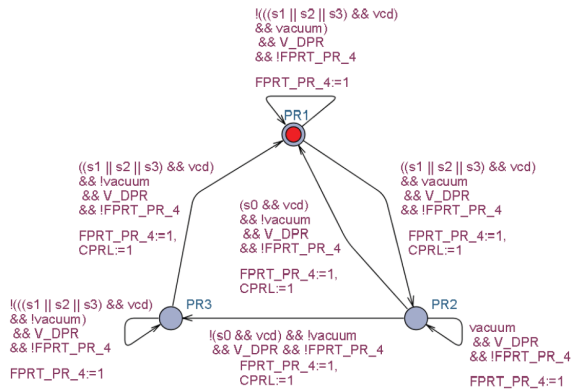 !(((s1 || s2 || s3) && vcd)
&& vacuum)
&& V_DPR
&& !FPRT_PR_4
FPRT_PR_4:=1
PR1
((s1 || s2 || s3) && vcd)
&& !vacuum
&& V_DPR
&& !FPRT_PR_4
FPRT_PR_4:=1,
CPRL:=1
(s0 && vcd)
&& !vacuum
&& V_DPR
&& !FPRT_PR_4
FPRT_PR_4:=1,
CPRL:=1
((s1 || s2 || s3) && vcd)
&& vacuum
&& V_DPR
&& !FPRT_PR_4
FPRT_PR_4:=1,
CPRL:=1
!(((s1 || s2 || s3) && vcd)
&& !vacuum)
&& V_DPR
&& !FPRT_PR_4
FPRT_PR_4:=1
PR3
!(s0 && vcd) && !vacuum
&& V_DPR && !FPRT_PR_4
FPRT_PR_4:=1,
CPRL:=1
PR2
vacuum
&& V_DPR
&& !FPRT_PR_4
FPRT_PR_4:=1